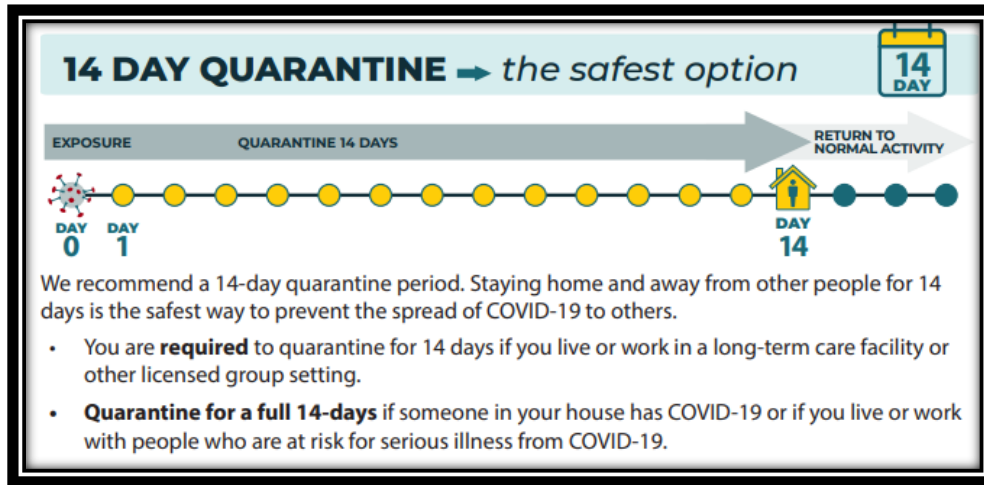 14 DAY QUARANTINE → the safest option
14
DAY
EXPOSURE
QUARANTINE 14 DAYS
RETURN TO
NORMAL ACTIVITY
DAY
0
DAY
1
DAY
14
We recommend a 14-day quarantine period. Staying home and away from other people for 14
days is the safest way to prevent the spread of COVID-19 to others.
• You are required to quarantine for 14 days if you live or work in a long-term care facility or
other licensed group setting.
• Quarantine for a full 14-days if someone in your house has COVID-19 or if you live or work
with people who are at risk for serious illness from COVID-19.